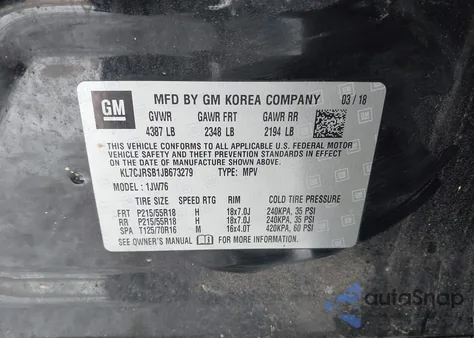 GM MFD BY GM KOREA COMPANY 03 / 18
GVWR GAWR FRT GAWR RR
4387 LB 2348 LB 2194 LB
THIS VEHICLE CONFORMS TO ALL APPLICABLE U.S. FEDERAL MOTOR
VEHICLE SAFETY AND THEFT PREVENTION STANDARDS IN EFFECT ON THE DATE OF
MANUFACTURE SHOWN ABOVE.
KL7CJRSB1JB673279 TYPE: MPV
MODEL : 1JW76
TIRE SIZE SPEED RTG RIM COLD TIRE PRESSURE
FRT P215/55R18 H 18x7.0J 240KPA, 35 PSI
RR P215/55R18 H 18x7.0J 240KPA, 35 PSI
SPA T125/70R16 M 16x4.0T 420KPA, 60 PSI
SEE OWNER'S MANUAL FOR MORE INFORMATION.
autoSnap